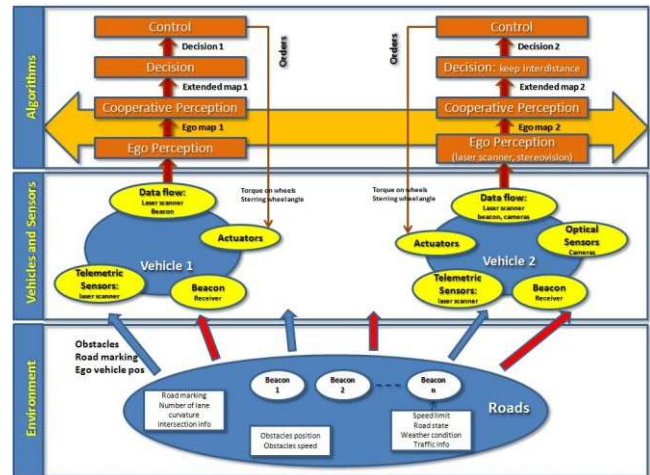 Algorithms
Control
Decision 1
Decision
Extended map 1
Cooperative Perception
Ego map 1
Ego Perception
Orders
Orders
Control
Decision 2
Decision: keep Interdistance
Extended map 2
Cooperative Perception
Ego map 2
Ego Perception
(laser scanner, stereovision)
Vehicles and Sensors
Data flow:
Laser scanner
Beacon
Torque on wheels
Sterring wheel angle
Actuators
Vehicle 1
Telemetric
Sensors:
laser scanner
Beacon
Receiver
Torque on wheels
Sterring wheel angle
Data flow:
Laser scanner
beacon, cameras
Actuators
Optical
Sensors
Cameras
Vehicle 2
Telemetric
Sensors:
laser scanner
Beacon
Receiver
Environment
Obstacles
Road marking
Ego vehicle pos
Beacon
1
Beacon
2
Beacon
n
Roads
Road marking
Number of lane
curvature
intersection info
Obstacles position
Obstacles speed
Speed limit
Road state
Weather condition
Traffic info